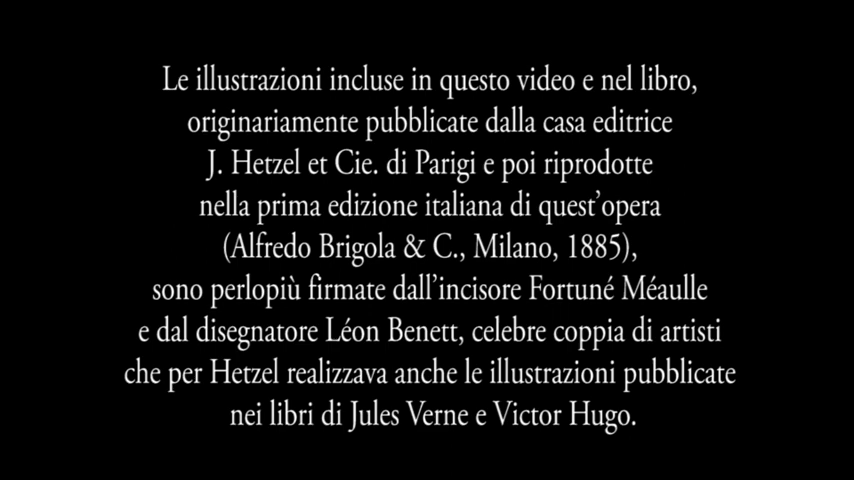 Le illustrazioni incluse in questo video e nel libro,
originariamente pubblicate dalla casa editrice
J. Hetzel et Cie. di Parigi e poi riprodotte
nella prima edizione italiana di quest’opera
(Alfredo Brigola & C., Milano, 1885),
sono perlopiù firmate dall’incisore Fortuné Méaulle
e dal disegnatore Léon Benett, celebre coppia di artisti
che per Hetzel realizzava anche le illustrazioni pubblicate
nei libri di Jules Verne e Victor Hugo.